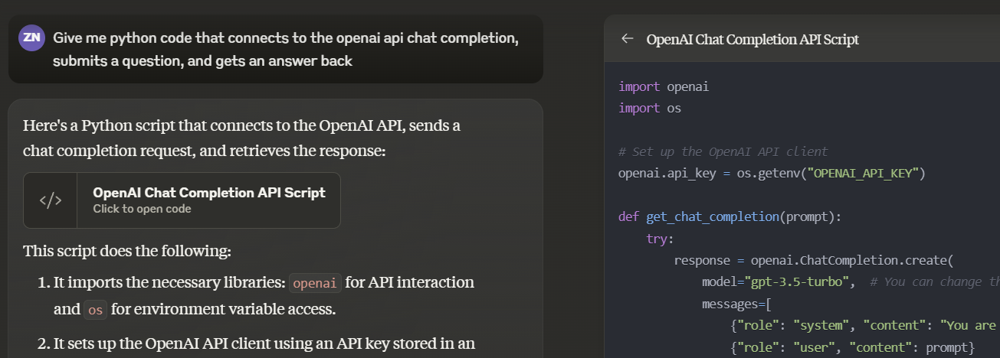 ZN
Give me python code that connects to the openai api chat completion,
submits a question, and gets an answer back
Here's a Python script that connects to the OpenAI API, sends a
chat completion request, and retrieves the response:
</>
OpenAI Chat Completion API Script
Click to open code
This script does the following:
1. It imports the necessary libraries: openai for API interaction
and os for environment variable access.
2. It sets up the OpenAI API client using an API key stored in an
← OpenAI Chat Completion API Script
import openai
import os
# Set up the OpenAI API client
openai.api_key = os.getenv("OPENAI_API_KEY")
def get_chat_completion(prompt):
try:
response = openai.ChatCompletion.create(
model="gpt-3.5-turbo", # You can change
messages=[
{"role": "system", "content": "You are
{"role": "user", "content": prompt}